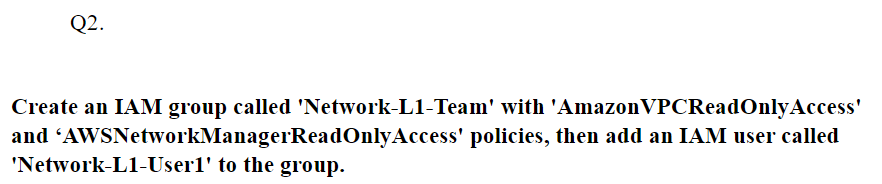 Q2.
Create an IAM group called 'Network-L1-Team' with 'AmazonVPCReadOnlyAccess'
and ‘AWSNetworkManagerReadOnlyAccess' policies, then add an IAM user called
'Network-L1-User1' to the group.